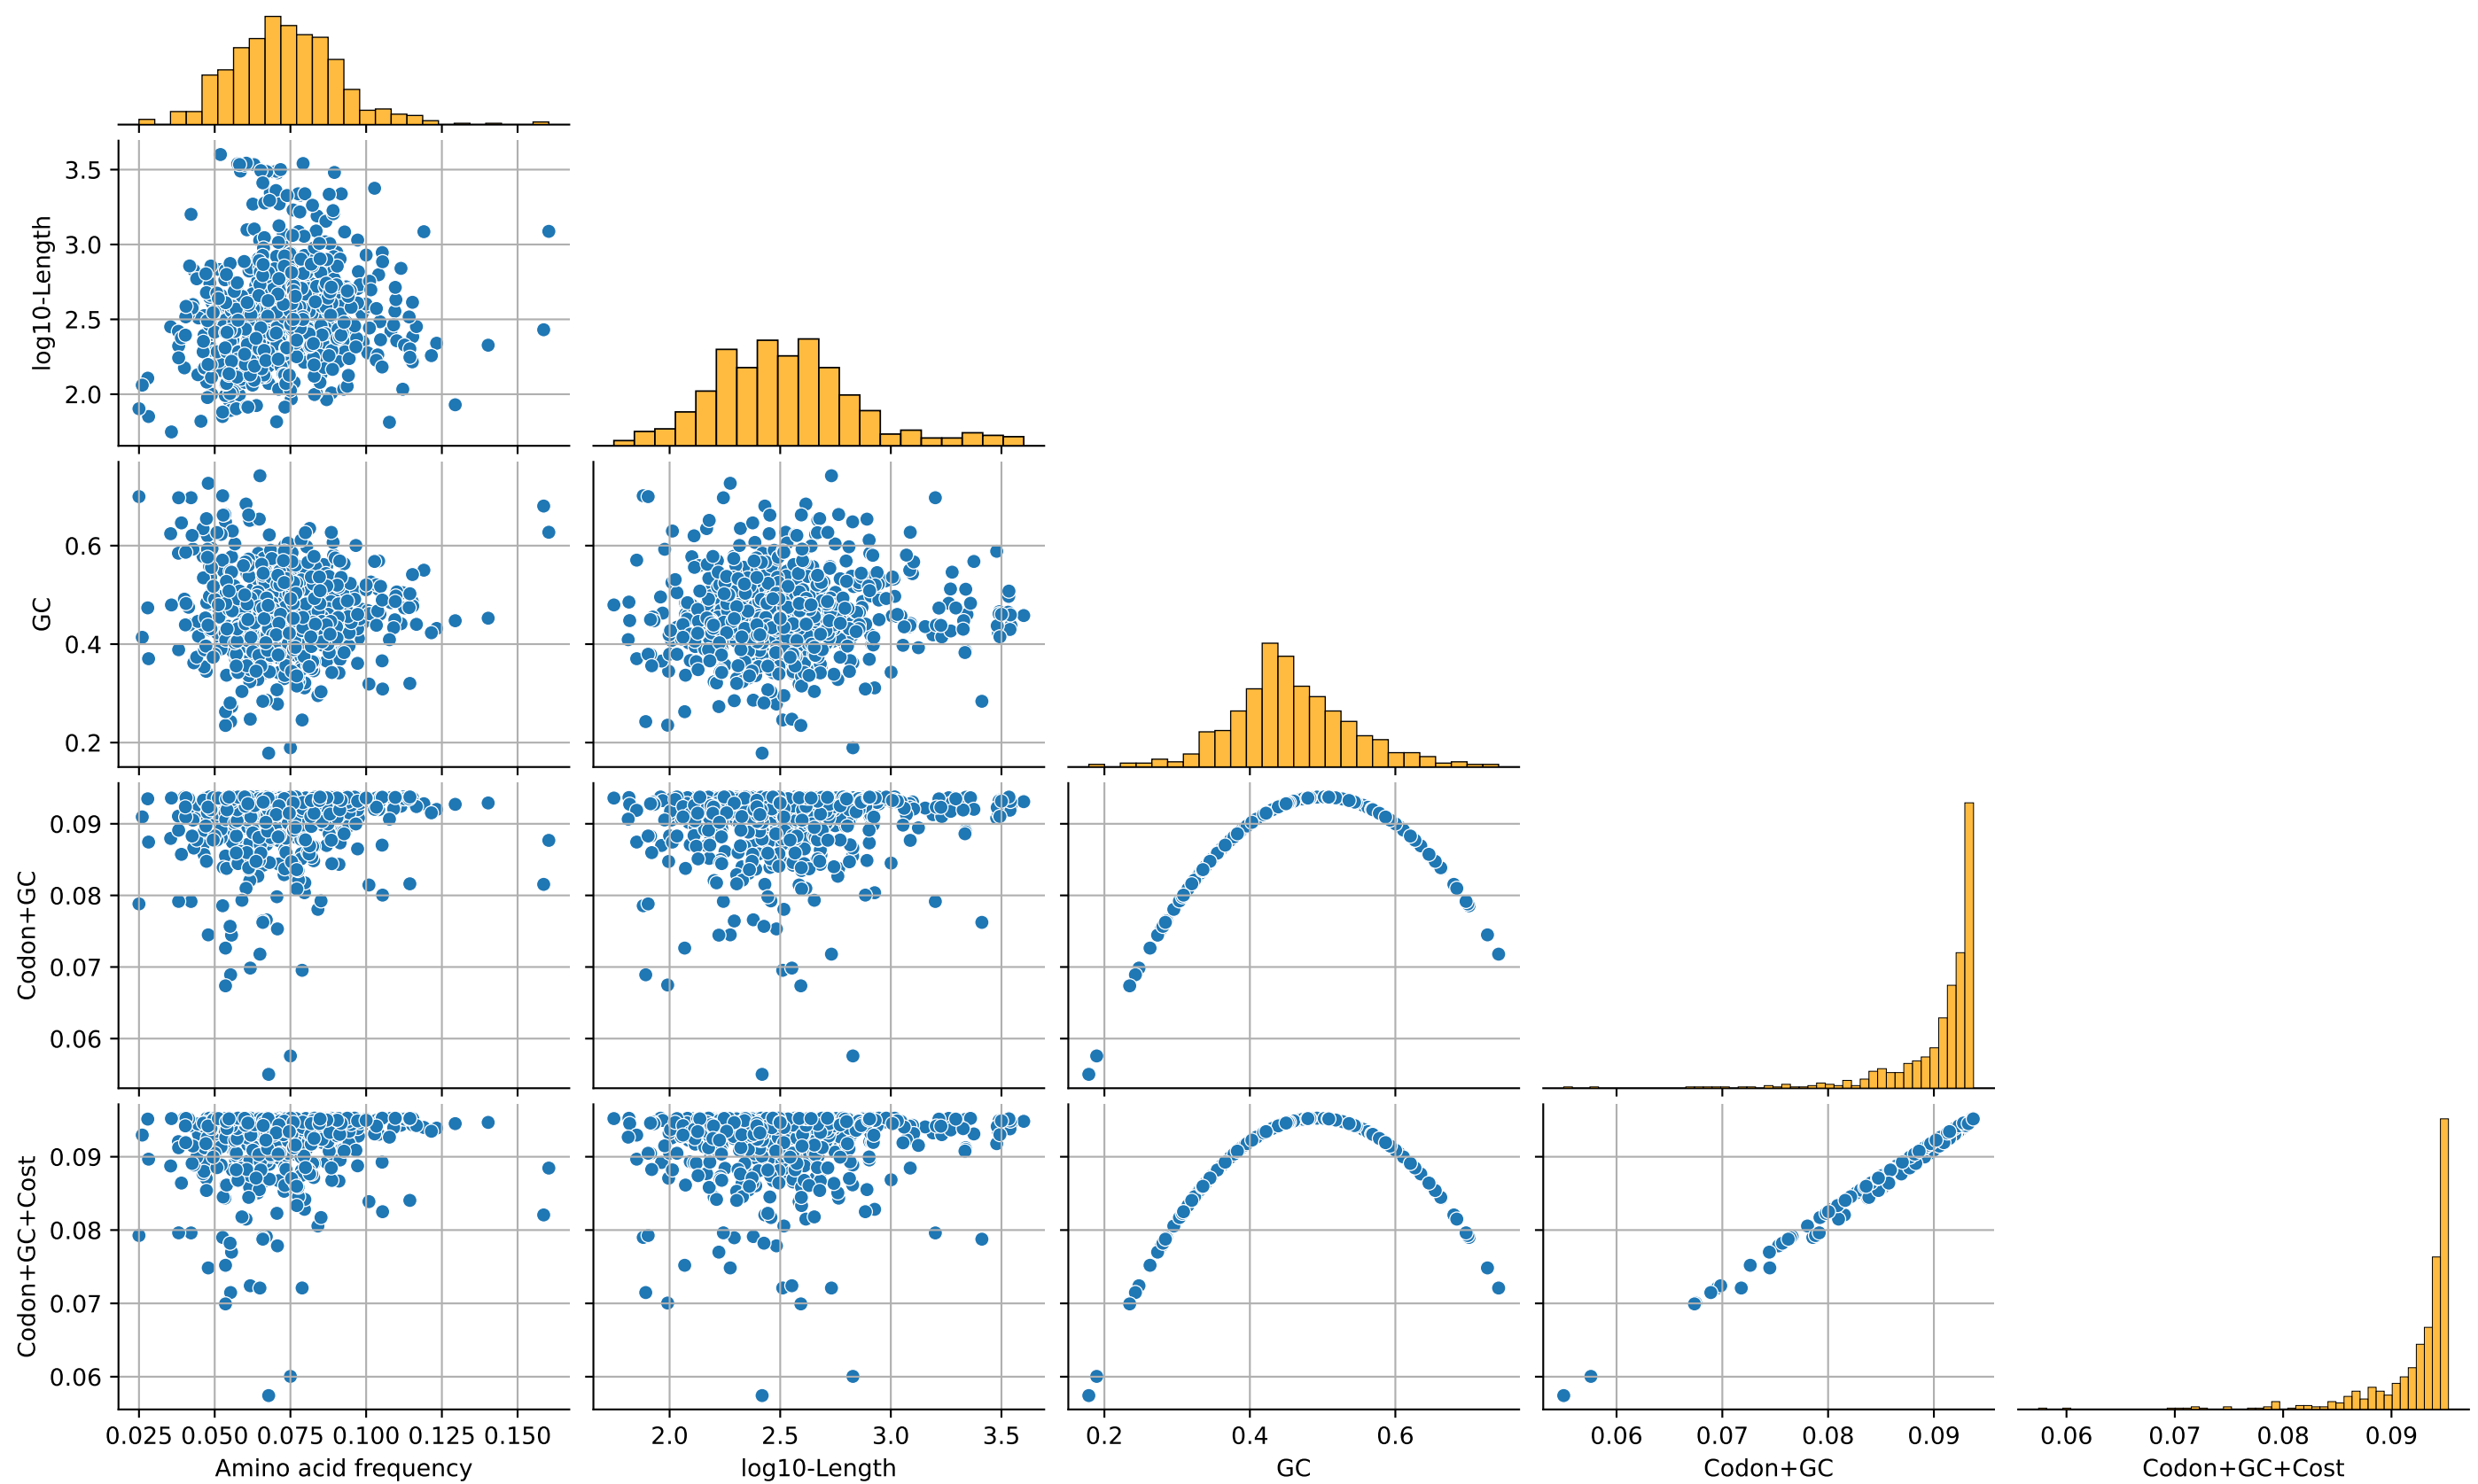 3.5
3.0
2.5
2.0
log10-Length
0.6
0.4
0.2
GC
0.09
0.08
0.07
0.06
Codon+GC
0.09
0.08
0.07
0.06
Codon+GC+Cost
0.025 0.050 0.075 0.100 0.125 0.150
Amino acid frequency
2.0 2.5 3.0 3.5
log10-Length
0.2 0.4 0.6
GC
0.06 0.07 0.08 0.09
Codon+GC
0.06 0.07 0.08 0.09
Codon+GC+Cost